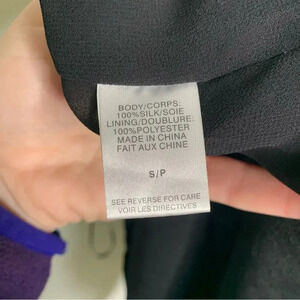 BODY/CORPS:
100%SILK/SOIE
LINING/DOUBLURE:
100%POLYESTER
MADE IN CHINA
FAIT AUX CHINE
S/P
SEE REVERSE FOR CARE
VOIR LES DIRECTIVES